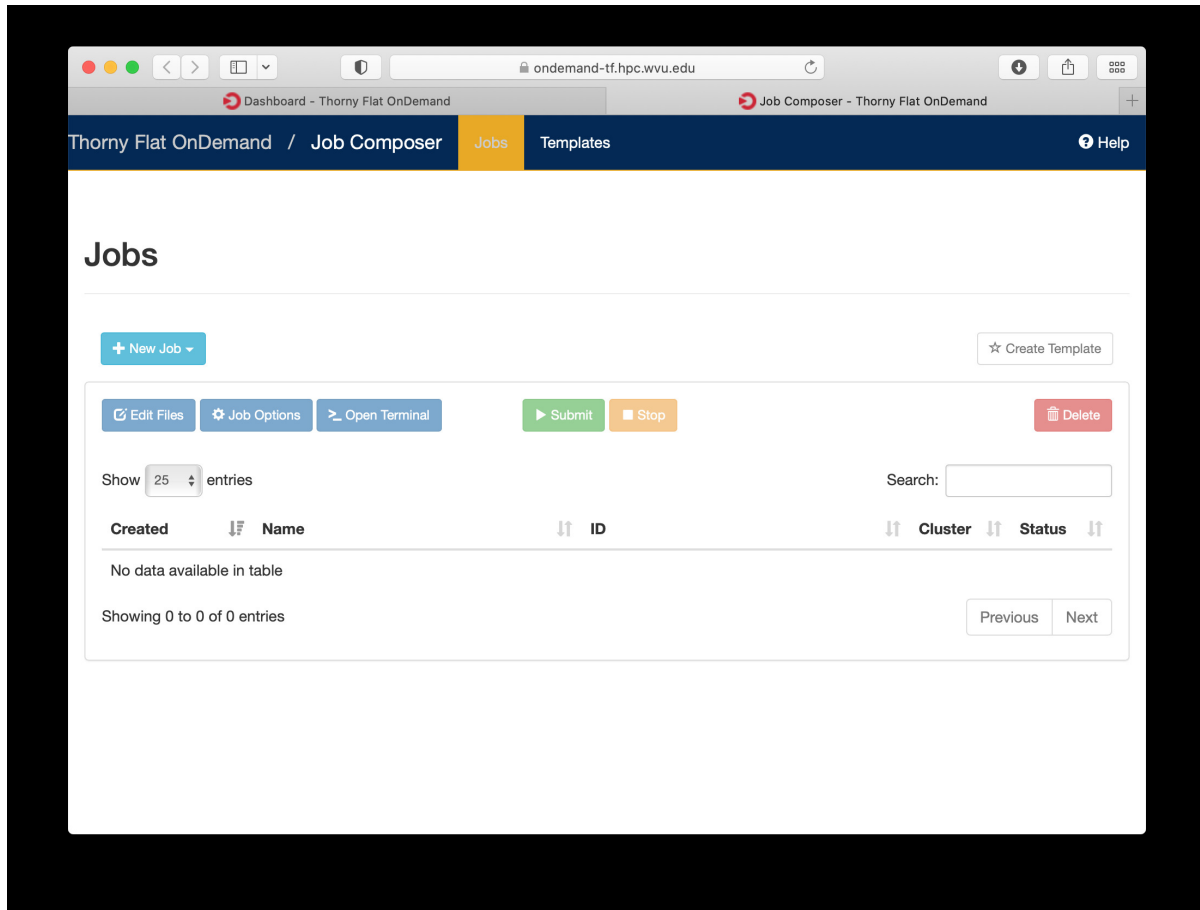 ondemand-tf.hpc.wvu.edu
Dashboard - Thorny Flat OnDemand
Job Composer - Thorny Flat OnDemand
Thorny Flat OnDemand / Job Composer Jobs Templates Help
Jobs
New Job
Create Template
Edit Files Job Options Open Terminal Submit Stop Delete
Show 25 entries Search:
Created Name ID Cluster Status
No data available in table
Showing 0 to 0 of 0 entries Previous Next